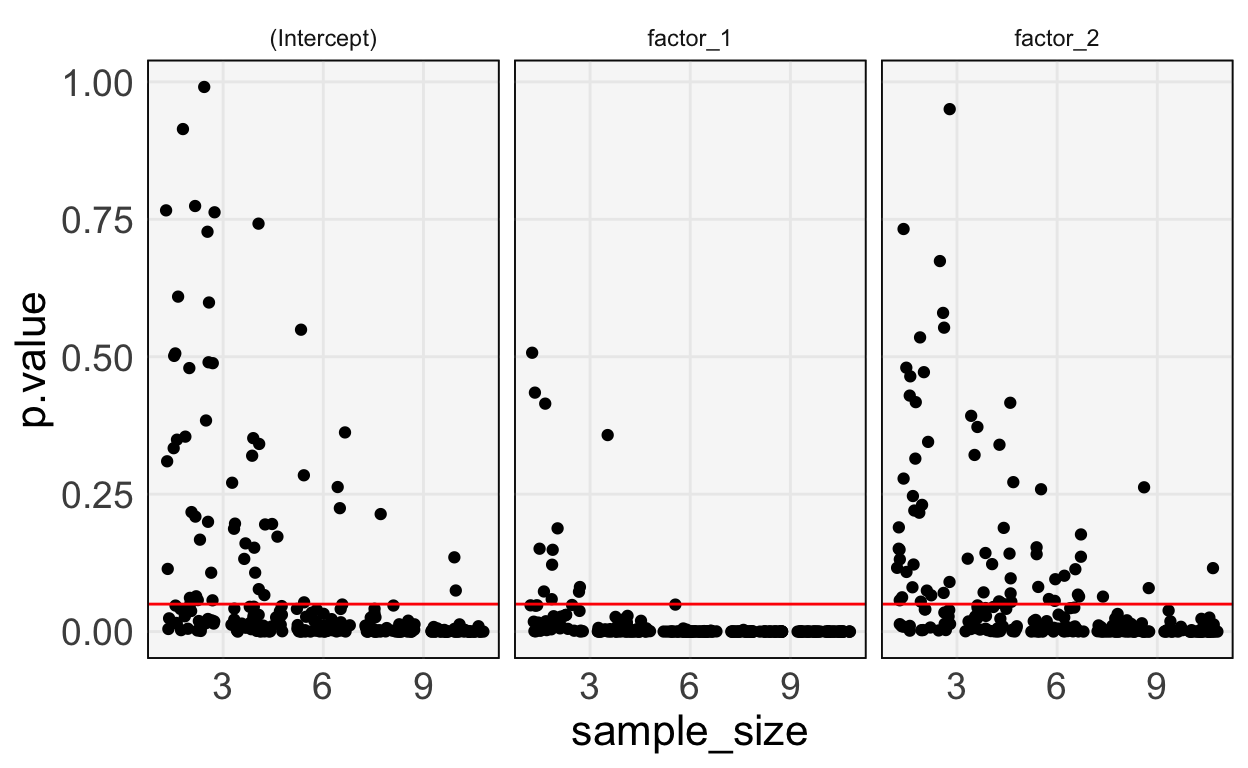 (Intercept) factor_1 factor_2
1.00
0.75
0.50
0.25
0.00
p.value
3 6 9 3 6 9 3 6 9
sample_size